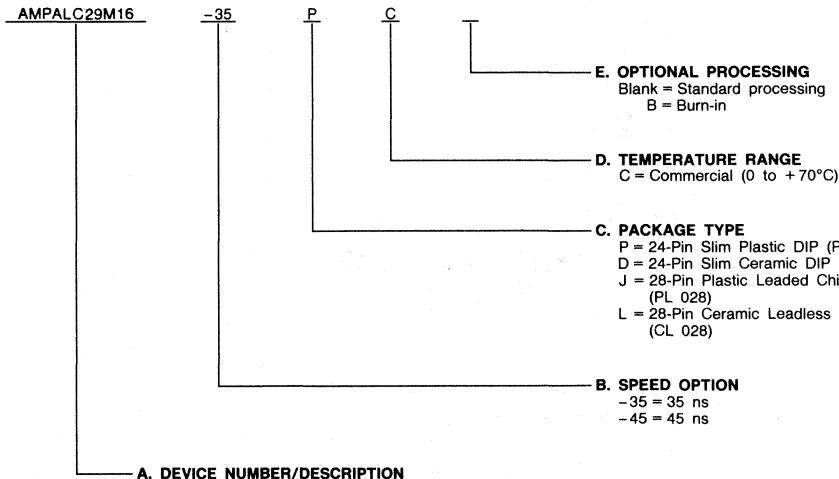 AMPALC29M16 -35 P C _
E. OPTIONAL PROCESSING
Blank = Standard processing
B = Burn-in
D. TEMPERATURE RANGE
C = Commercial (0 to +70°C)
C. PACKAGE TYPE
P = 24-Pin Slim Plastic DIP (P
D = 24-Pin Slim Ceramic DIP
J = 28-Pin Plastic Leaded Chi
(PL 028)
L = 28-Pin Ceramic Leadless
(CL 028)
B. SPEED OPTION
-35 = 35 ns
-45 = 45 ns
A. DEVICE NUMBER/DESCRIPTION